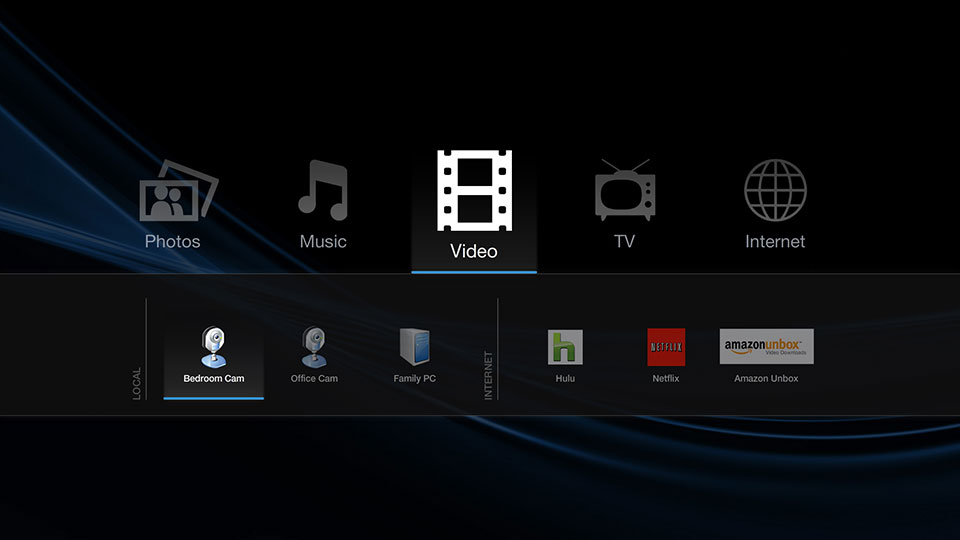 Photos
Music
Video
TV
Internet
LOCAL
Bedroom Cam
Office Cam
Family PC
INTERNET
h
Hulu
NETFLIX
Netflix
amazonunbox
Video Downloads
Amazon Unbox